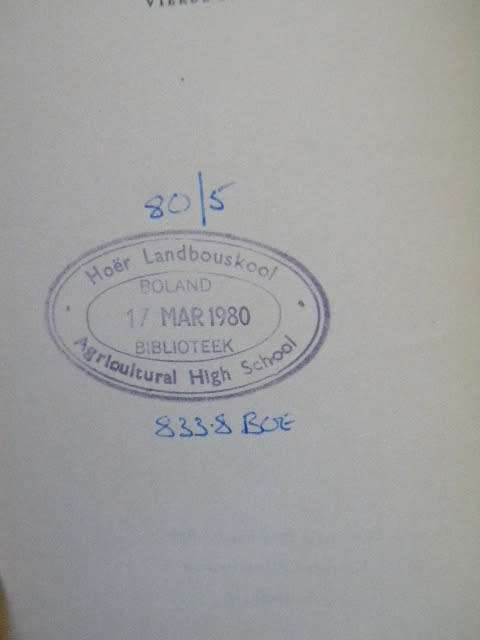 80/5
Hoër Landbouskool
BOLAND
17 MAR 1980
BIBLIOTEEK
Agricultural High School
833.8 BOE